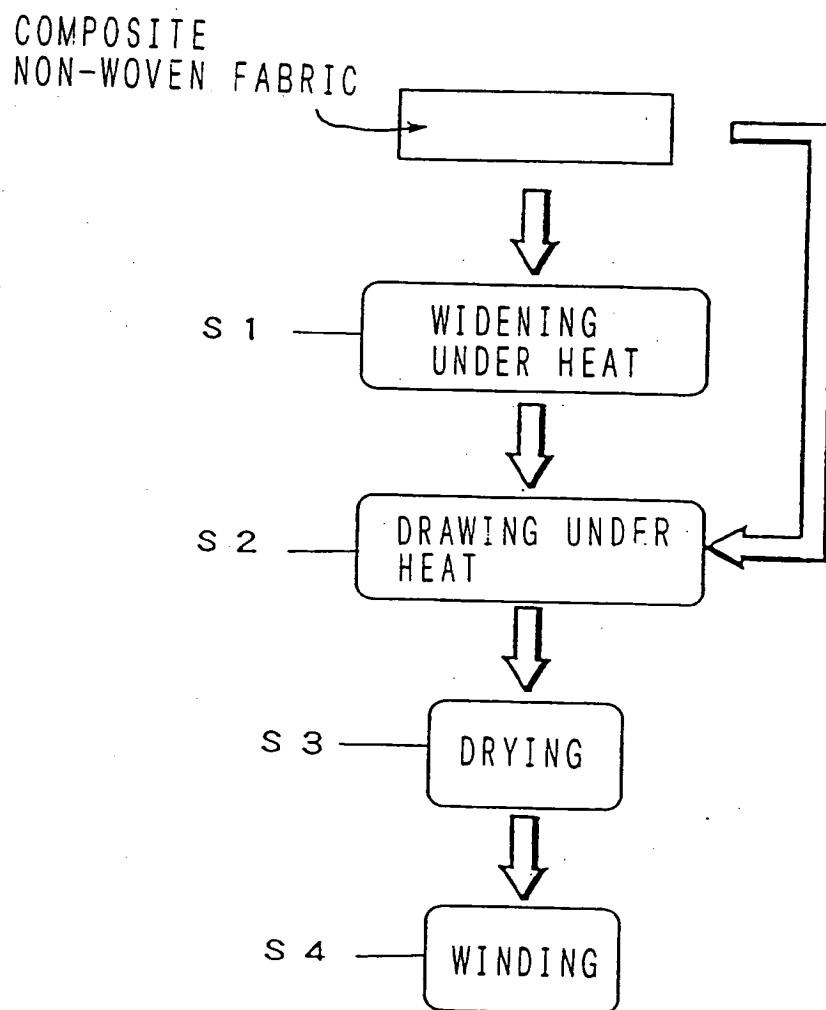 COMPOSITE
NON-WOVEN FABRIC
S 1
WIDENING
UNDER HEAT
S 2
DRAWING UNDER
HEAT
S 3
DRYING
S 4
WINDING